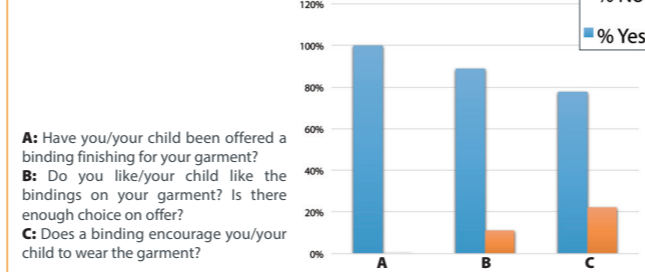 120%
% Yes
100%
80%
60%
40%
20%
0%
A: Have you/your child been offered a
binding finishing for your garment?
B: Do you like/your child like the
bindings on your garment? Is there
enough choice on offer?
C: Does a binding encourage you/your
child to wear the garment?
A
B
C